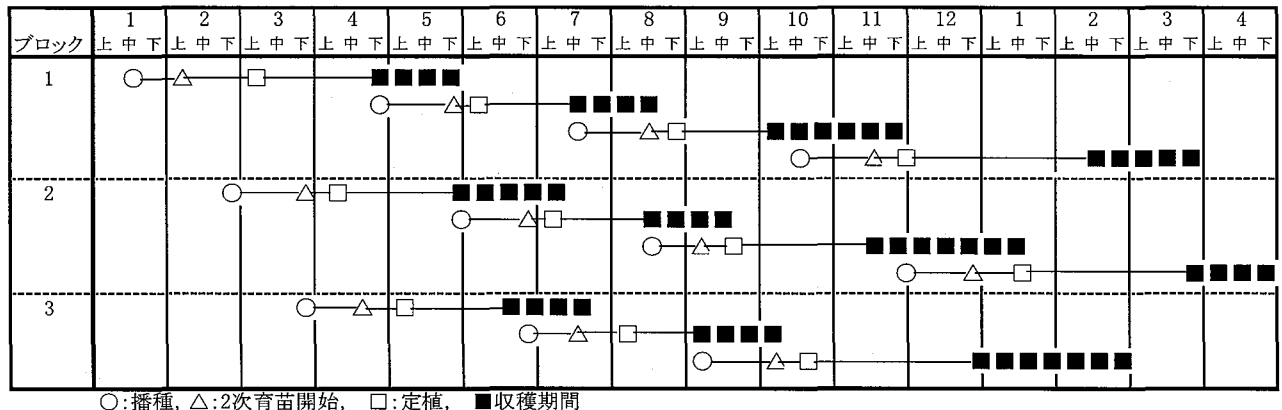 1 2 3 4 5 6 7 8 9 10 11 12 1 2 3 4
ブロック 上 中 下 上 中 下 上 中 下 上 中 下 上 中 下 上 中 下 上 中 下 上 中 下 上 中 下 上 中 下 上 中 下 上 中 下 上 中 下 上 中 下 上 中 下 上 中 下
1
2
3
○:播種, △:2次育苗開始, □:定植, ■収穫期間